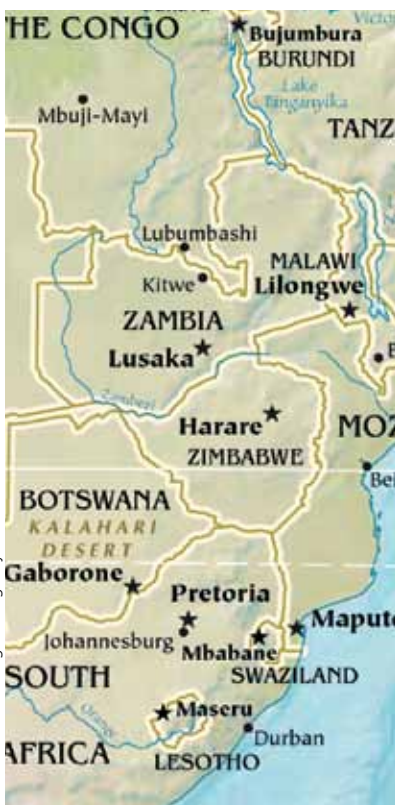 THE CONGO
Bujumbura
BURUNDI
Lake
Tanganyika
Mbuji-Mayi
TANZ
Lubumbashi
Kitwe
MALAWI
Lilongwe
ZAMBIA
Lusaka
Zambezi
Harare
MOZ
ZIMBABWE
Bei
BOTSWANA
KALAHARI
DESERT
Gaborone
Pretoria
Johannesburg
Maputo
Mbabane
SOUTH
SWAZILAND
Orange
Maseru
Durban
AFRICA
LESOTHO